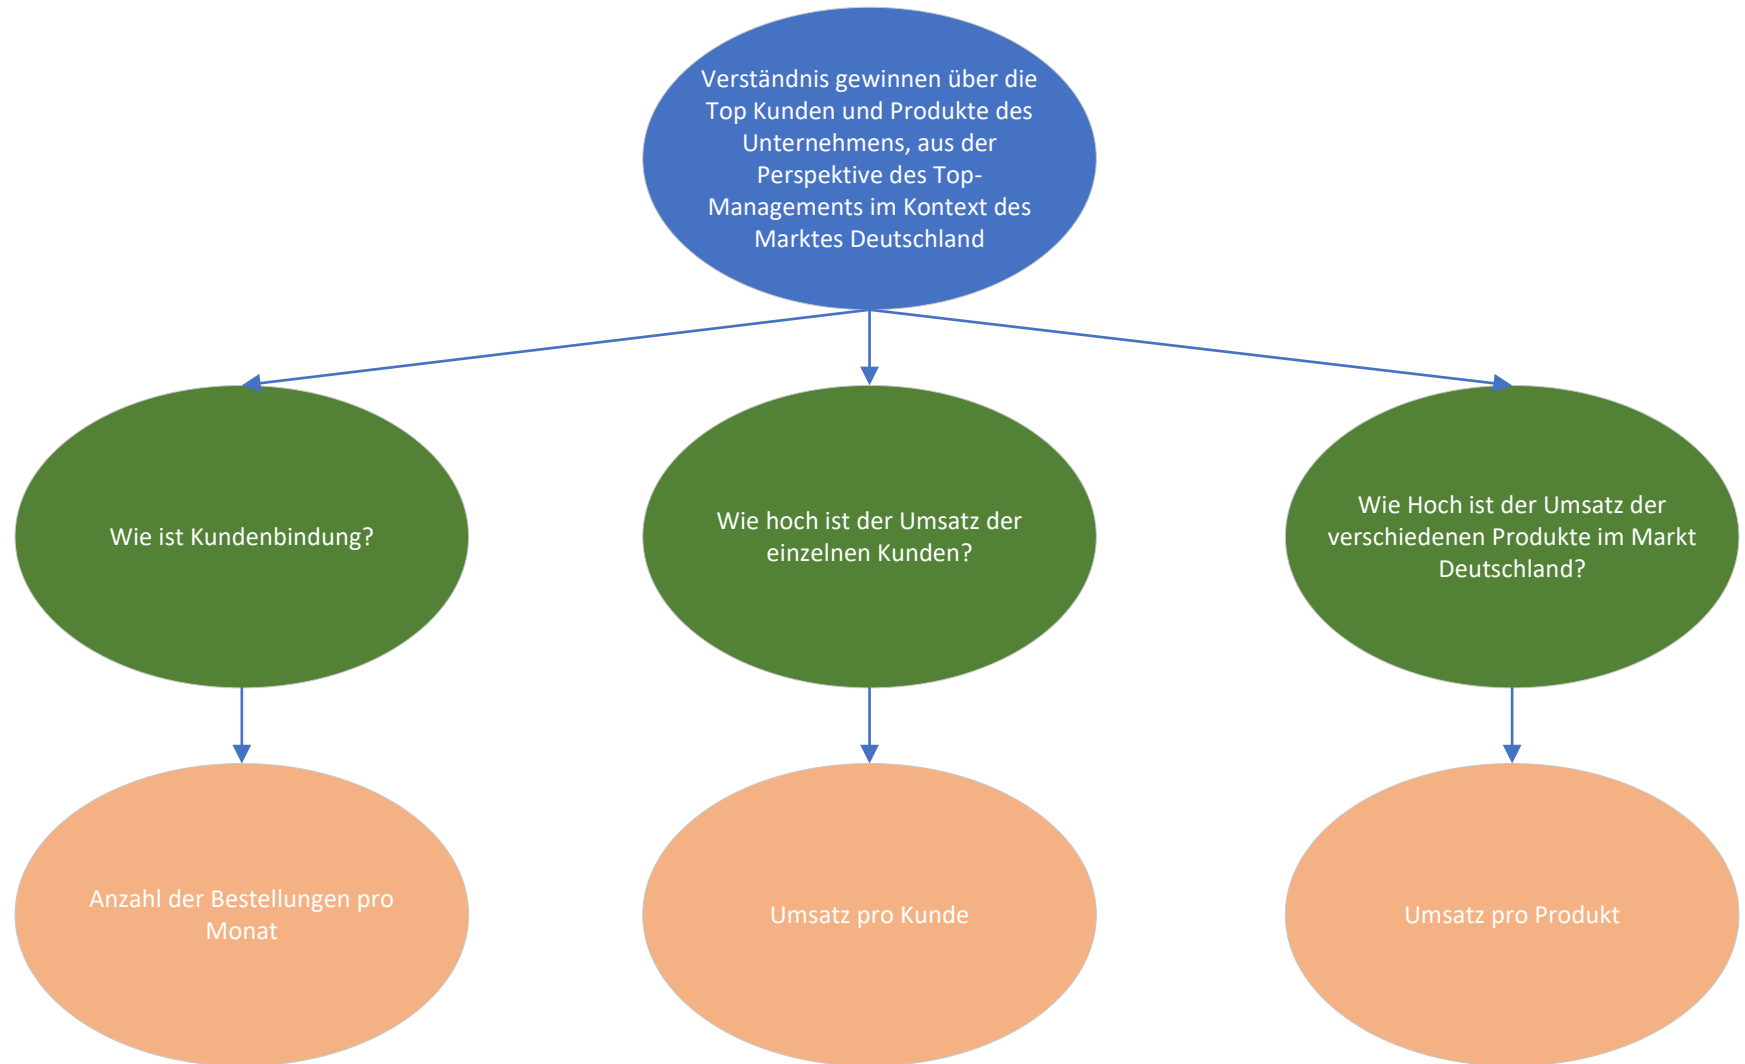 Verständnis gewinnen über die
Top Kunden und Produkte des
Unternehmens, aus der
Perspektive des Top-
Managements im Kontext des
Marktes Deutschland
Wie ist Kundenbindung?
Wie hoch ist der Umsatz der
einzelnen Kunden?
Wie Hoch ist der Umsatz der
verschiedenen Produkte im Markt
Deutschland?
Anzahl der Bestellungen pro
Monat
Umsatz pro Kunde
Umsatz pro Produkt